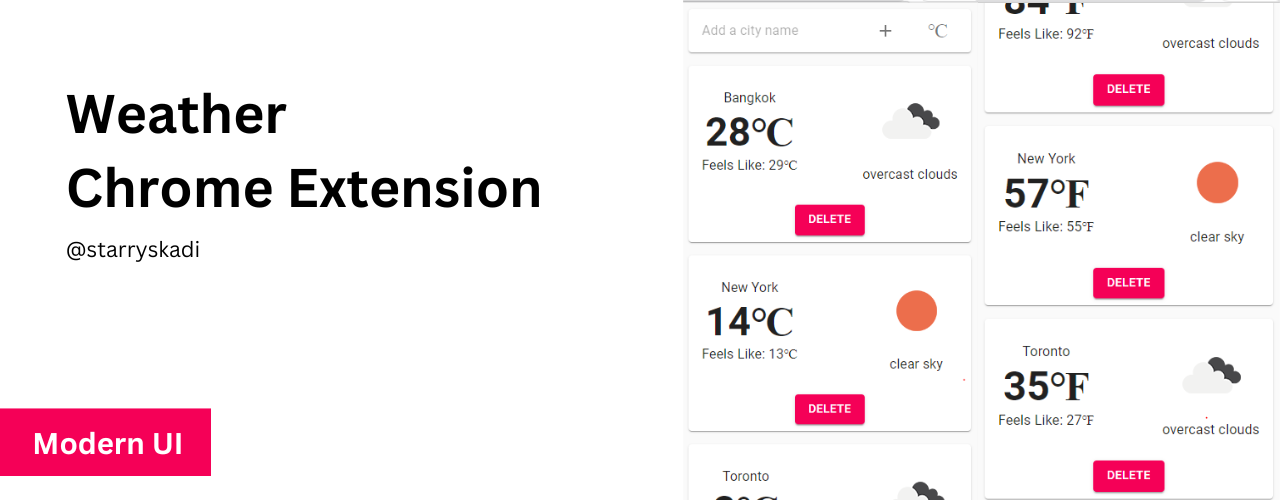 Weather
Chrome Extension
@starryskadi
Modern UI
Add a city name + °C
Bangkok
28°C
Feels Like: 29°C
overcast clouds
DELETE
New York
14°C
Feels Like: 13°C
clear sky
DELETE
Toronto
Feels Like: 92°F
overcast clouds
DELETE
New York
57°F
Feels Like: 55°F
clear sky
DELETE
Toronto
35°F
Feels Like: 27°F
overcast clouds
DELETE